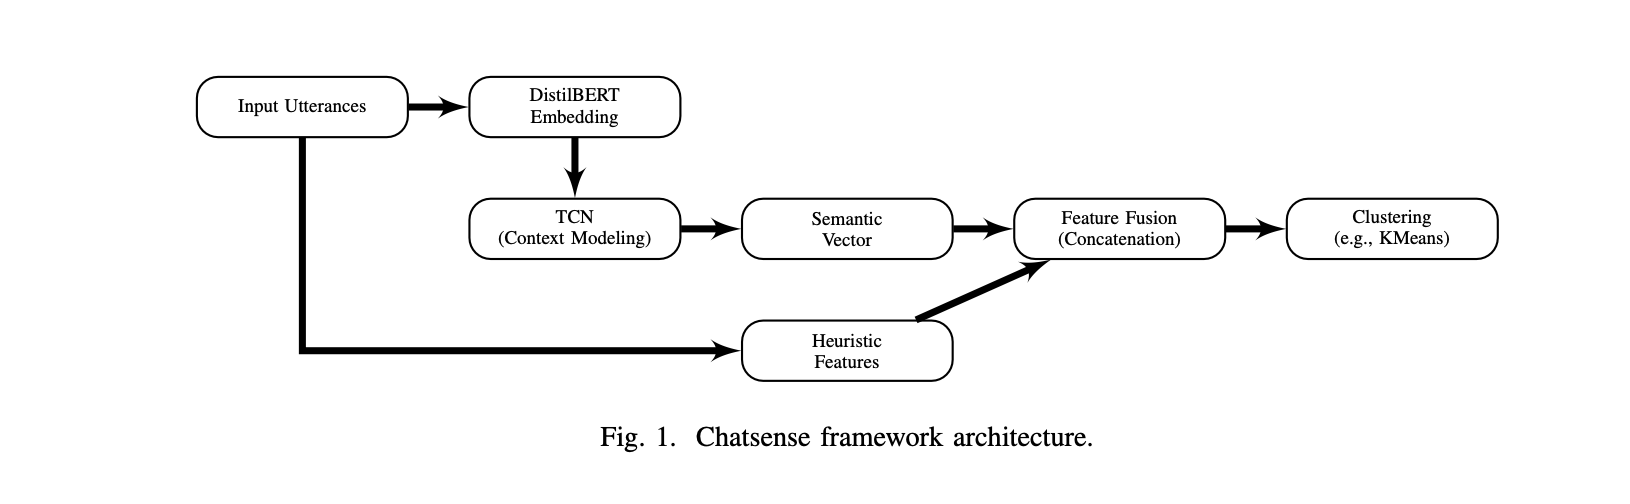 Input Utterances
DistilBERT
Embedding
TCN
(Context Modeling)
Semantic
Vector
Feature Fusion
(Concatenation)
Clustering
(e.g., KMeans)
Heuristic
Features
Fig. 1. Chatsense framework architecture.